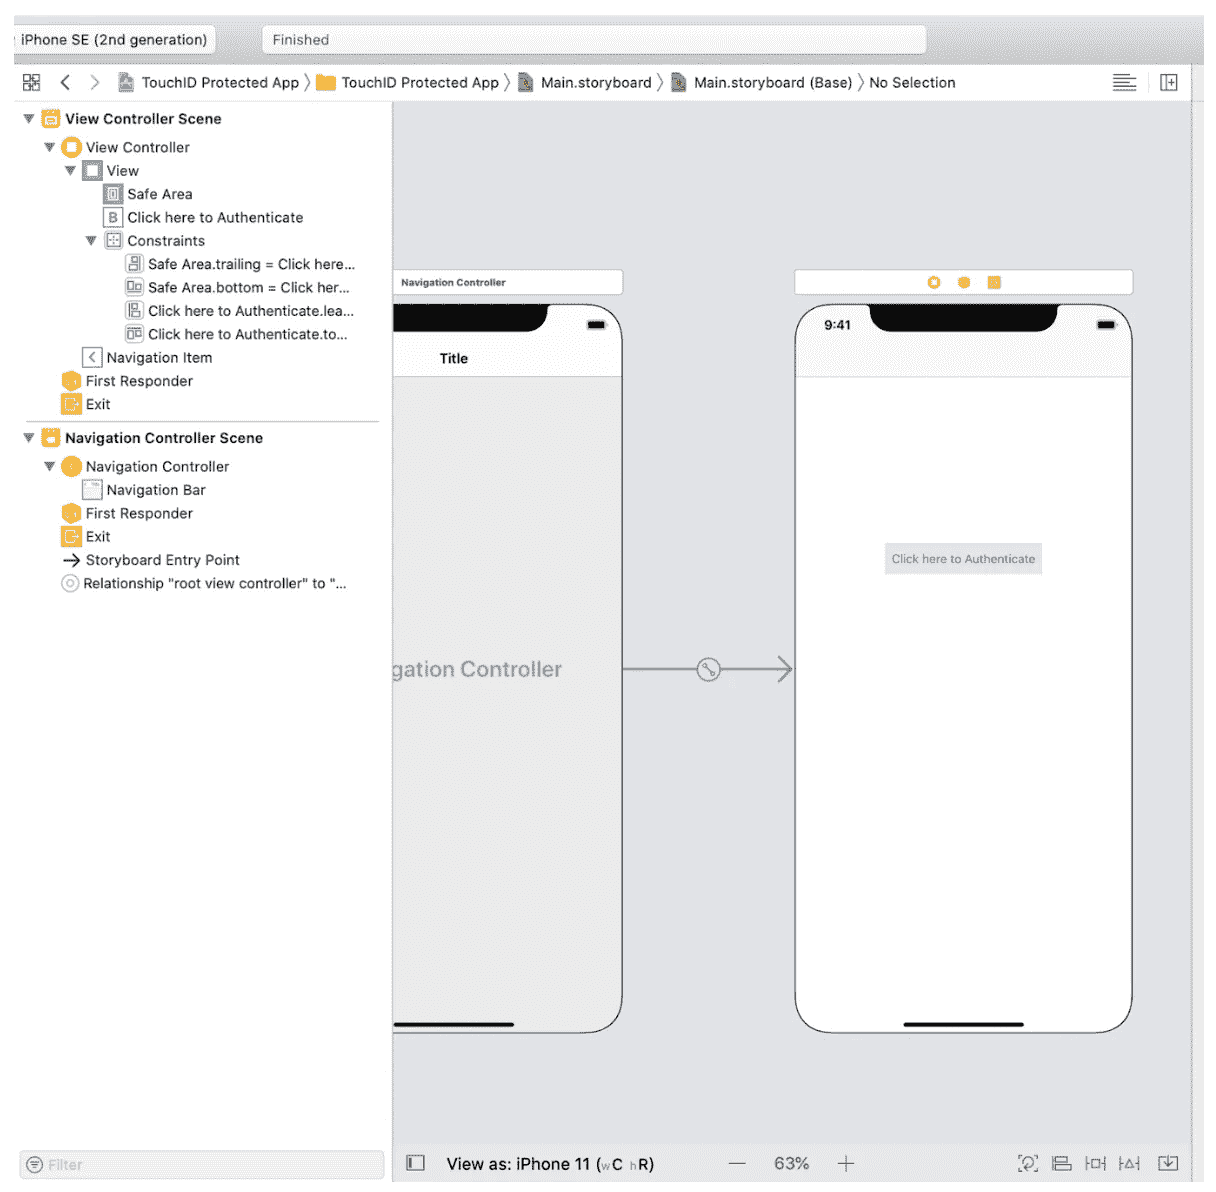 iPhone SE (2nd generation)
Finished
TouchID Protected App
TouchID Protected App
Main.storyboard
Main.storyboard (Base)
No Selection
View Controller Scene
View Controller
View
Safe Area
B
Click here to Authenticate
Constraints
Safe Area.trailing = Click here...
Safe Area.bottom = Click her...
Click here to Authenticate.lea...
Click here to Authenticate.to...
Navigation Item
First Responder
Exit
Navigation Controller Scene
Navigation Controller
Navigation Bar
First Responder
Exit
Storyboard Entry Point
Relationship "root view controller" to "...
Filter
Navigation Controller
Title
gation Controller
9:41
Click here to Authenticate
View as: iPhone 11 (wC hR)
63%